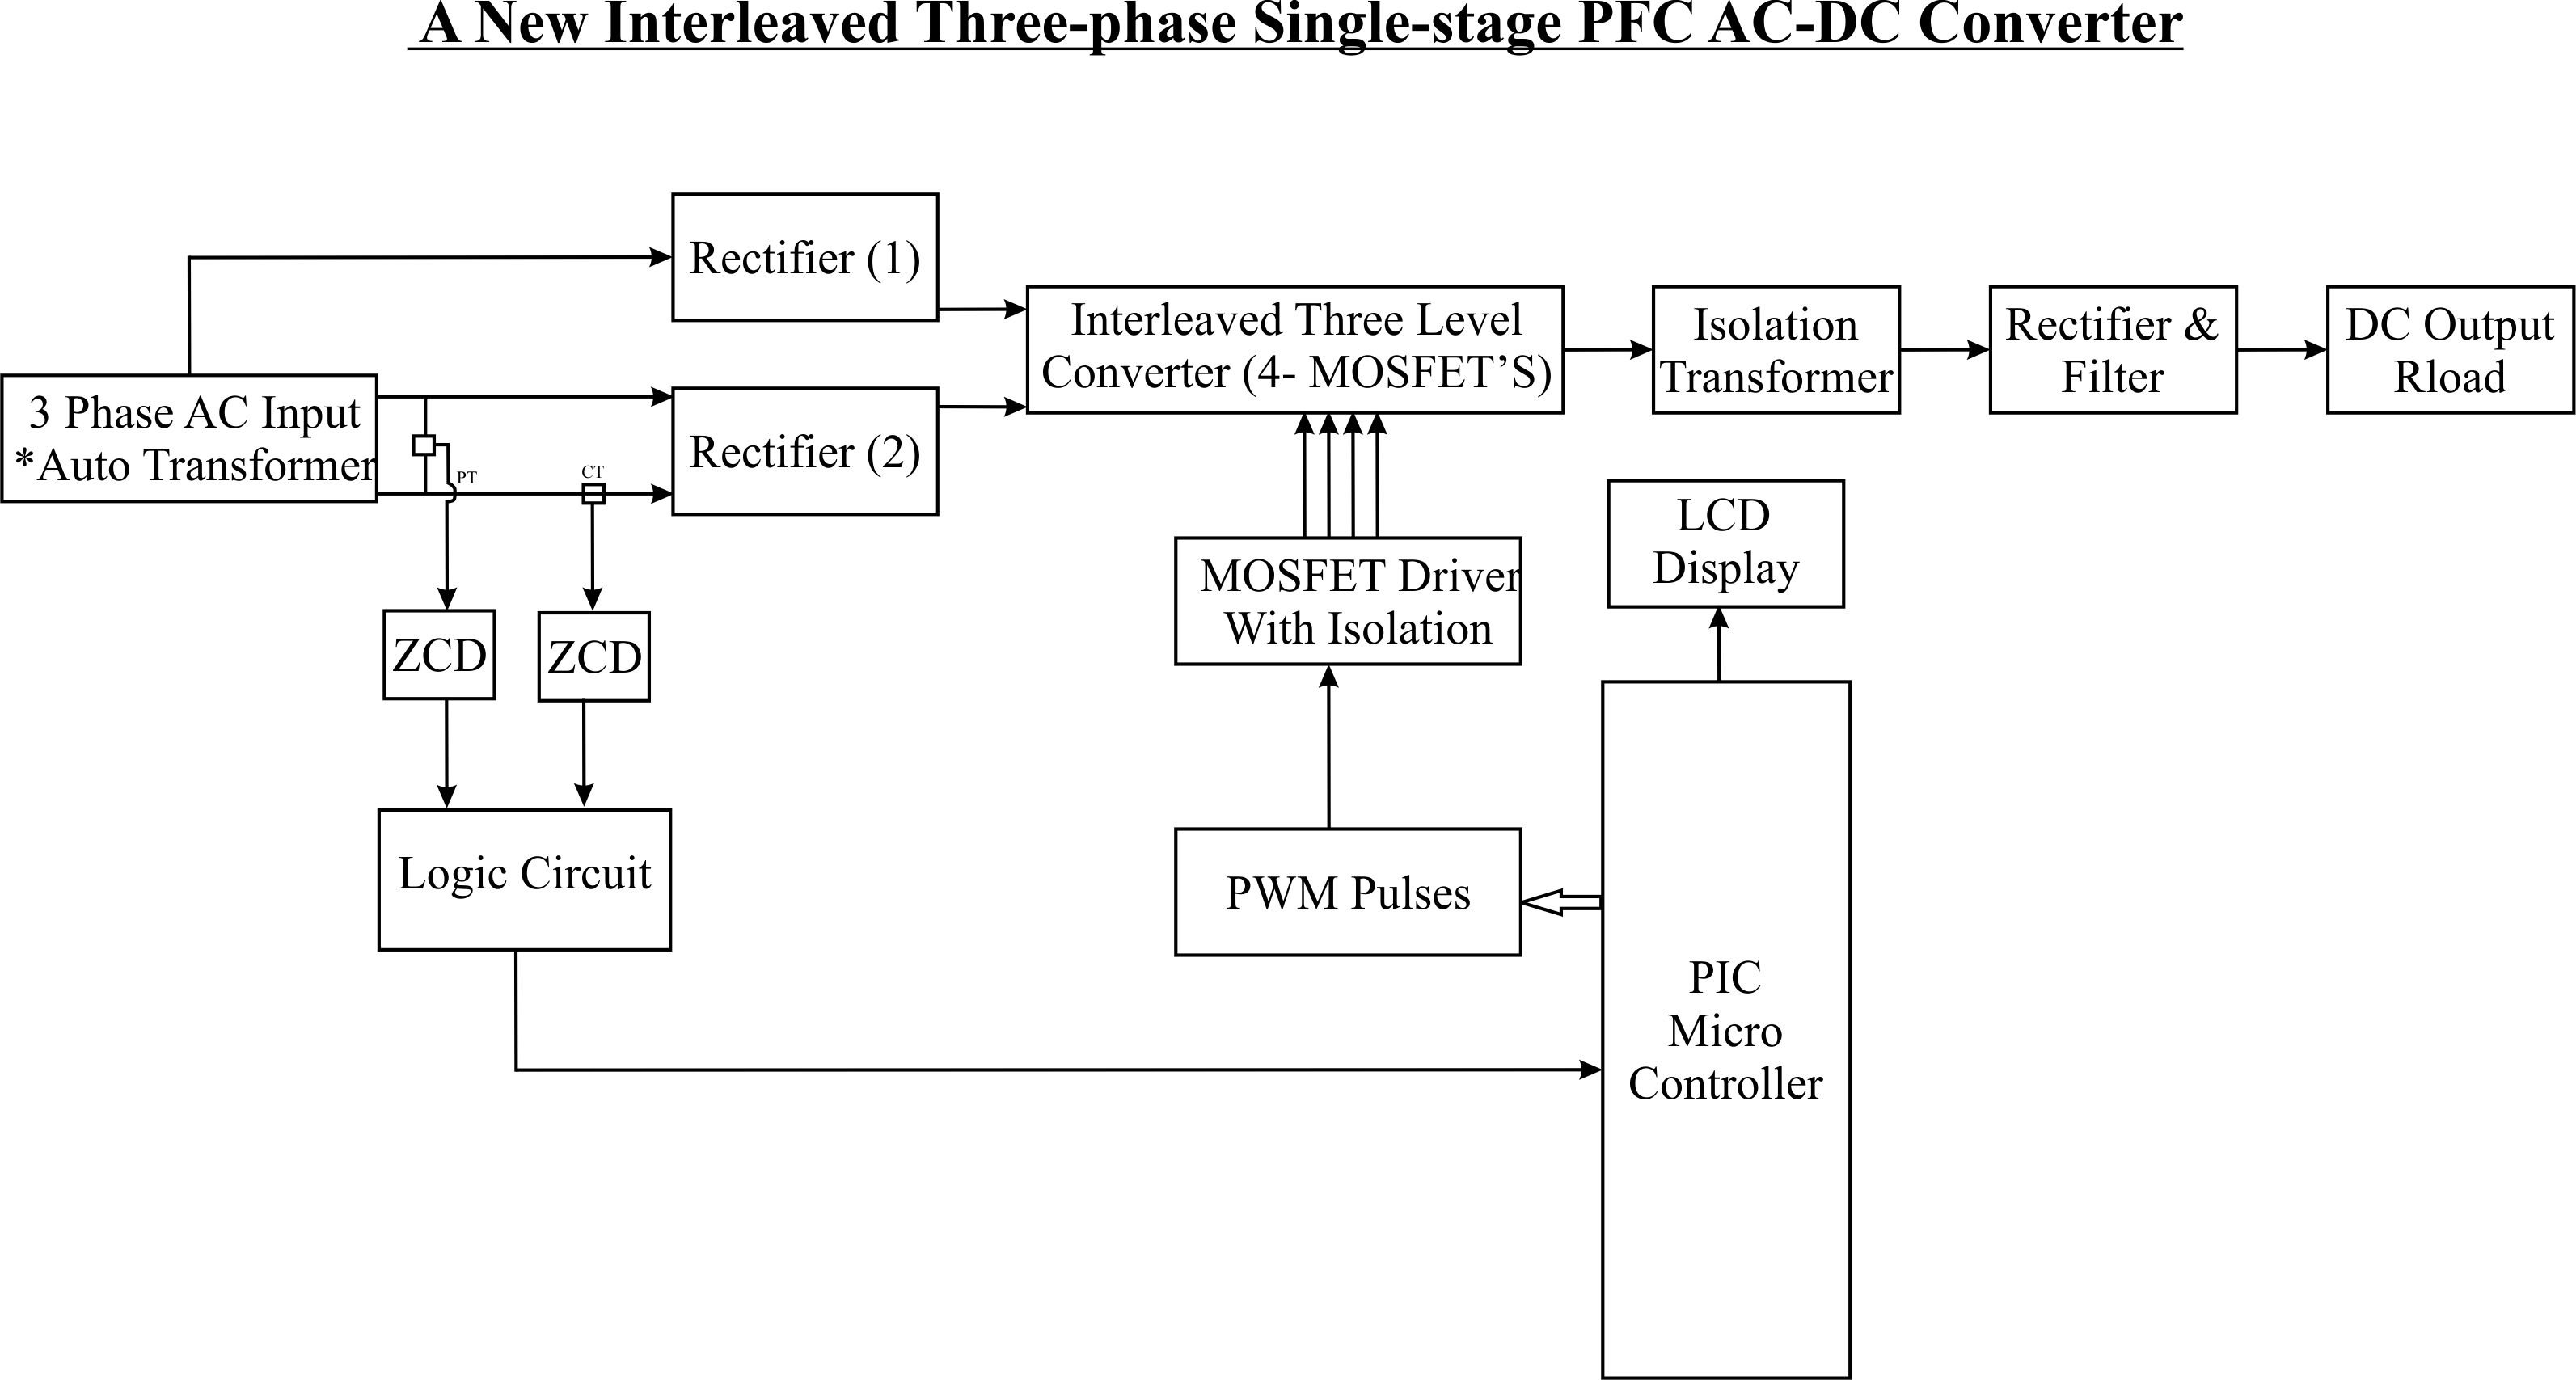 A New Interleaved Three-phase Single-stage PFC AC-DC Converter
Rectifier (1)
3 Phase AC Input
*Auto Transformer
PT
CT
Rectifier (2)
Interleaved Three Level
Converter (4- MOSFET’S)
Isolation
Transformer
Rectifier &
Filter
DC Output
Rload
ZCD
ZCD
MOSFET Driver
With Isolation
LCD
Display
Logic Circuit
PWM Pulses
PIC
Micro
Controller